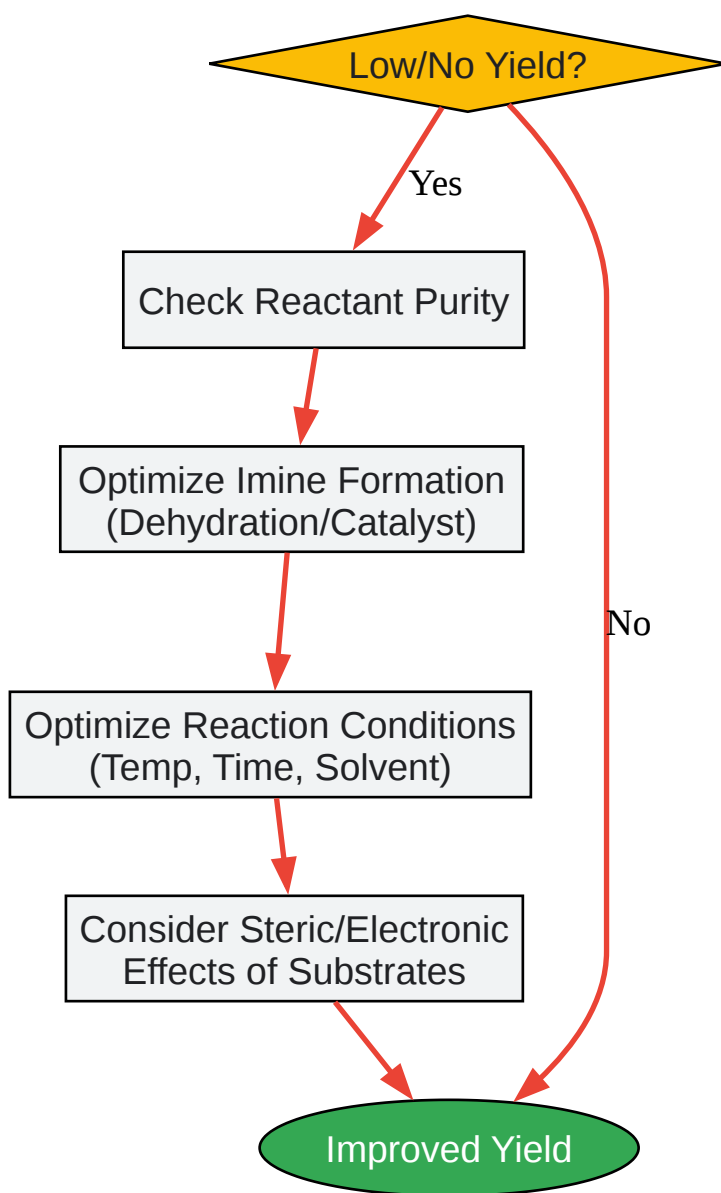 Low/No Yield?
Yes
Check Reactant Purity
Optimize Imine Formation
(Dehydration/Catalyst)
No
Optimize Reaction Conditions
(Temp, Time, Solvent)
Consider Steric/Electronic
Effects of Substrates
Improved Yield